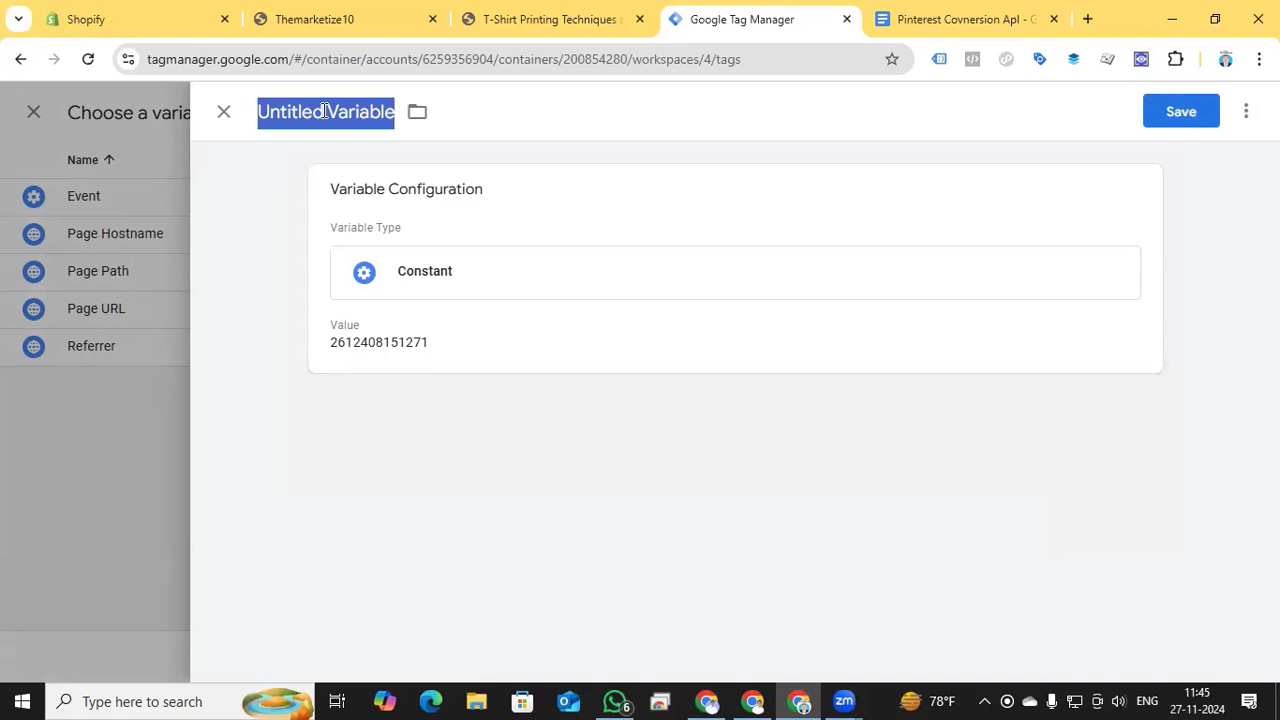 Shopify
Themarketize10
T-Shirt Printing Techniques
Google Tag Manager
Pinterest Covnersion ApI - G
tagmanager.google.com/#/container/accounts/6259356904/containers/200854280/workspaces/4/tags
Choose a varia
Untitled Variable
Save
Name
Event
Page Hostname
Page Path
Page URL
Referrer
Variable Configuration
Variable Type
Constant
Value
2612408151271
Type here to search
6
78°F
ENG
11:45
27-11-2024